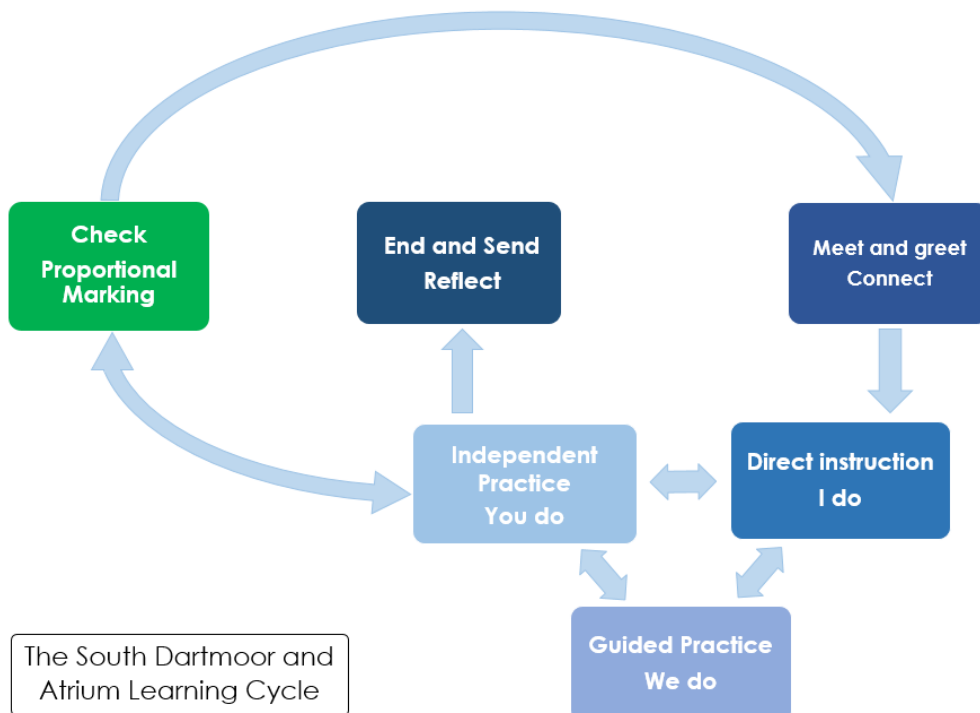 Check
Proportional
Marking
End and Send
Reflect
Meet and greet
Connect
Independent
Practice
You do
Direct instruction
I do
Guided Practice
We do
The South Dartmoor and
Atrium Learning Cycle